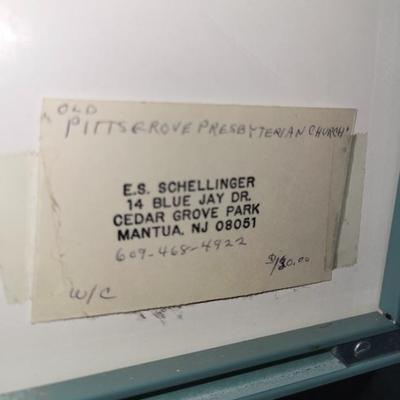 OLD
PITTSGROVE PRESBYTERIAN CHURCH"
E.S. SCHELLINGER
14 BLUE JAY DR.
CEDAR GROVE PARK
MANTUA, NJ 08051
609-468-4922
W/C